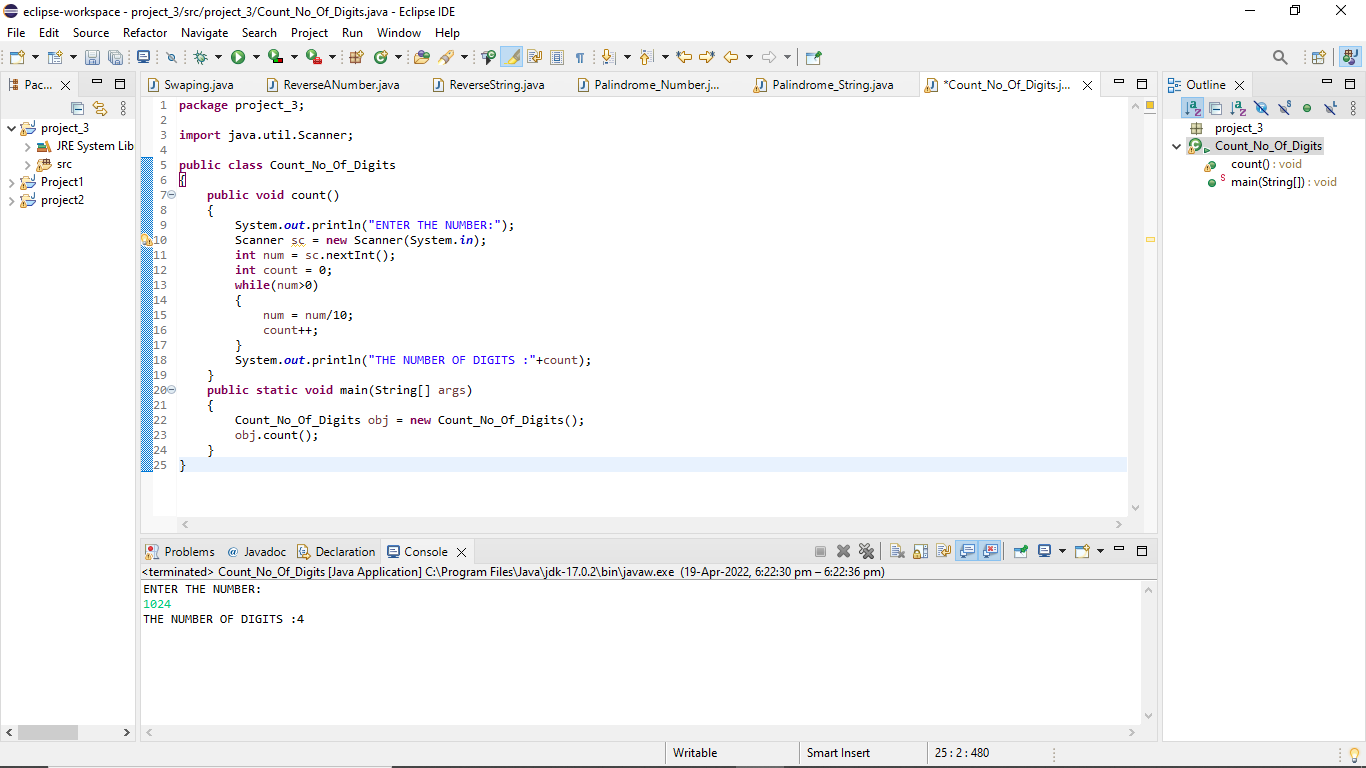 eclipse-workspace - project_3/src/project_3/Count_No_Of_Digits.java - Eclipse IDE
File Edit Source Refactor Navigate Search Project Run Window Help
Pac...
project_3
JRE System Lib
src
Project1
project2
Swaping.java ReverseANumber.java ReverseString.java Palindrome_Number.j... Palindrome_String.java *Count_No_Of_Digits.j...
1 package project_3;
2
3 import java.util.Scanner;
4
5 public class Count_No_Of_Digits
6 {
7 public void count()
8 {
9 System.out.println("ENTER THE NUMBER:");
10 Scanner sc = new Scanner(System.in);
11 int num = sc.nextInt();
12 int count = 0;
13 while(num>0)
14 {
15 num = num/10;
16 count++;
17 }
18 System.out.println("THE NUMBER OF DIGITS :"+count);
19 }
20 public static void main(String[] args)
21 {
22 Count_No_Of_Digits obj = new Count_No_Of_Digits();
23 obj.count();
24 }
25 }
Outline
project_3
Count_No_Of_Digits
count() : void
main(String[]) : void
Problems @ Javadoc Declaration Console
<terminated> Count_No_Of_Digits [Java Application] C:\Program Files\Java\jdk-17.0.2\bin\javaw.exe (19-Apr-2022, 6:22:30 pm – 6:22:36 pm)
ENTER THE NUMBER:
1024
THE NUMBER OF DIGITS :4
Writable Smart Insert 25 : 2 : 480